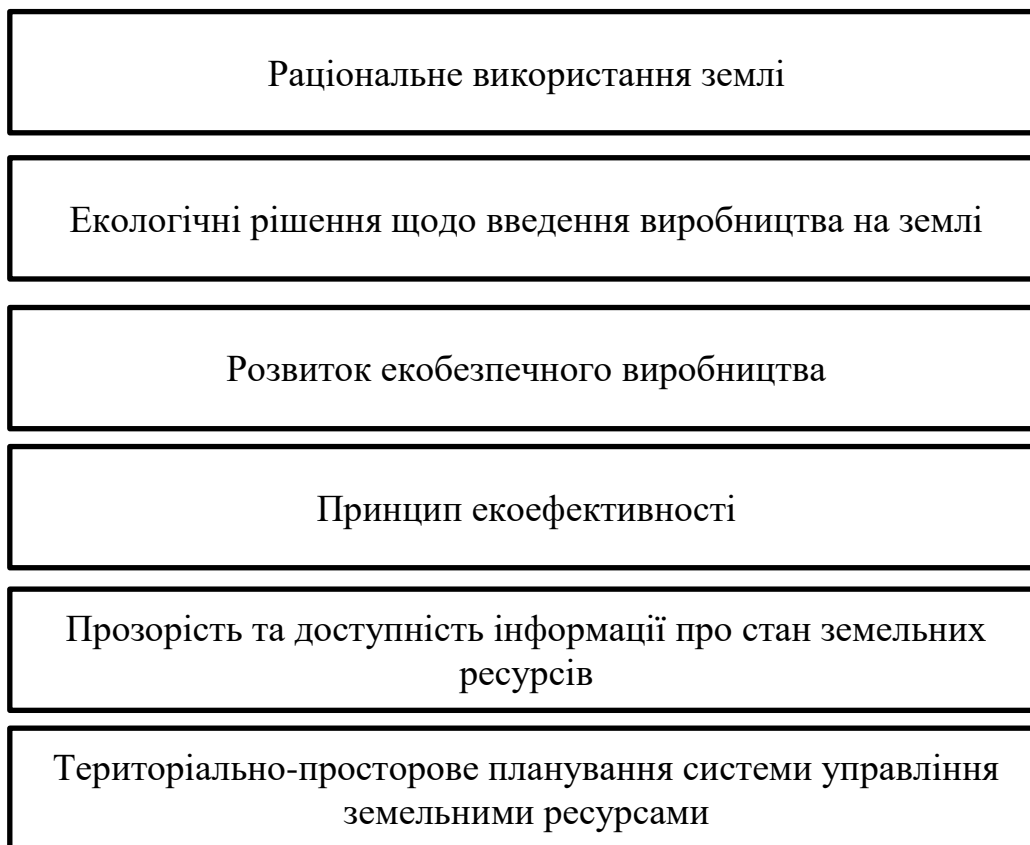 Раціональне використання землі
Екологічні рішення щодо введення виробництва на землі
Розвиток екобезпечного виробництва
Принцип екоефективності
Прозорість та доступність інформації про стан земельних
ресурсів
Територіально-просторове планування системи управління
земельними ресурсами